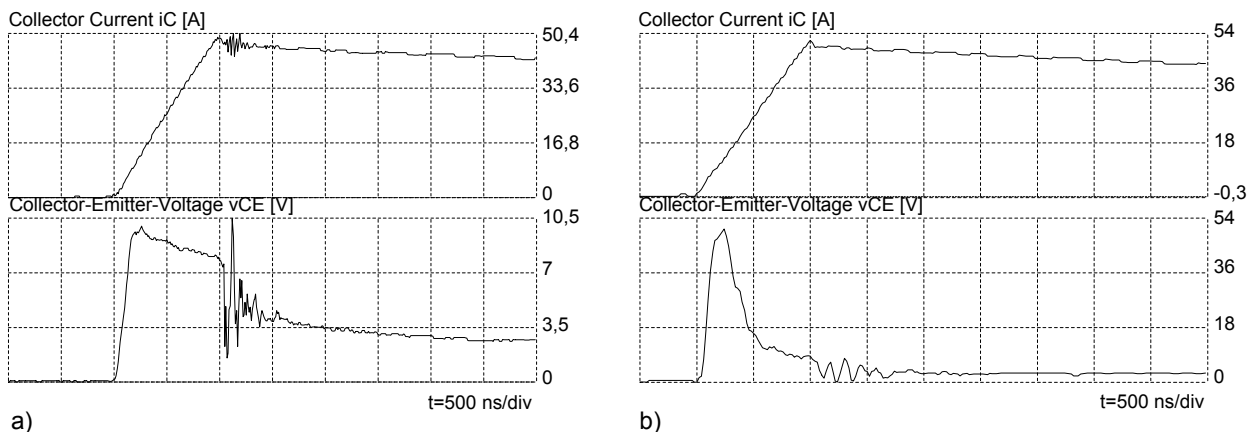 Collector Current iC [A]
50,4
33,6
16,8
0
Collector-Emitter-Voltage vCE [V]
10,5
7
3,5
0
t=500 ns/div
a)
Collector Current iC [A]
54
36
18
-0,3
Collector-Emitter-Voltage vCE [V]
54
36
18
0
t=500 ns/div
b)